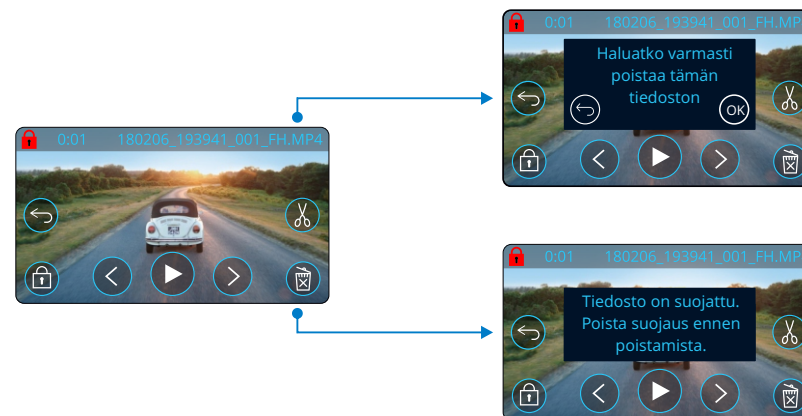 0:01 180206_193941_001_FH.MP4
0:01 180206_193941_001_FH.MP
Haluatko varmasti
poistaa tämän
tiedoston
OK
0:01 180206_193941_001_FH.MP
Tiedosto on suojattu.
Poista suojaus ennen
poistamista.